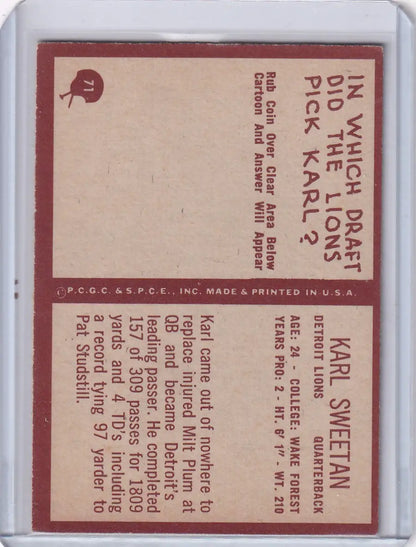 71
IN WHICH DRAFT
DID THE LIONS
PICK KARL?
Rub Coin Over Clear Area Below
Cartoon And Answer Will Appear
©P.C.G.C. & S.P.C.E., INC. MADE & PRINTED IN U.S.A.
KARL SWEETAN
DETROIT LIONS QUARTERBACK
AGE: 24 - COLLEGE: WAKE FOREST
YEARS PRO: 2 - HT. 6' 1" - WT. 210
Karl came out of nowhere to
replace injured Milt Plum at
QB and became Detroit's
leading passer. He completed
157 of 309 passes for 1809
yards and 4 TD's including
a record tying 97 yarder to
Pat Studstill.